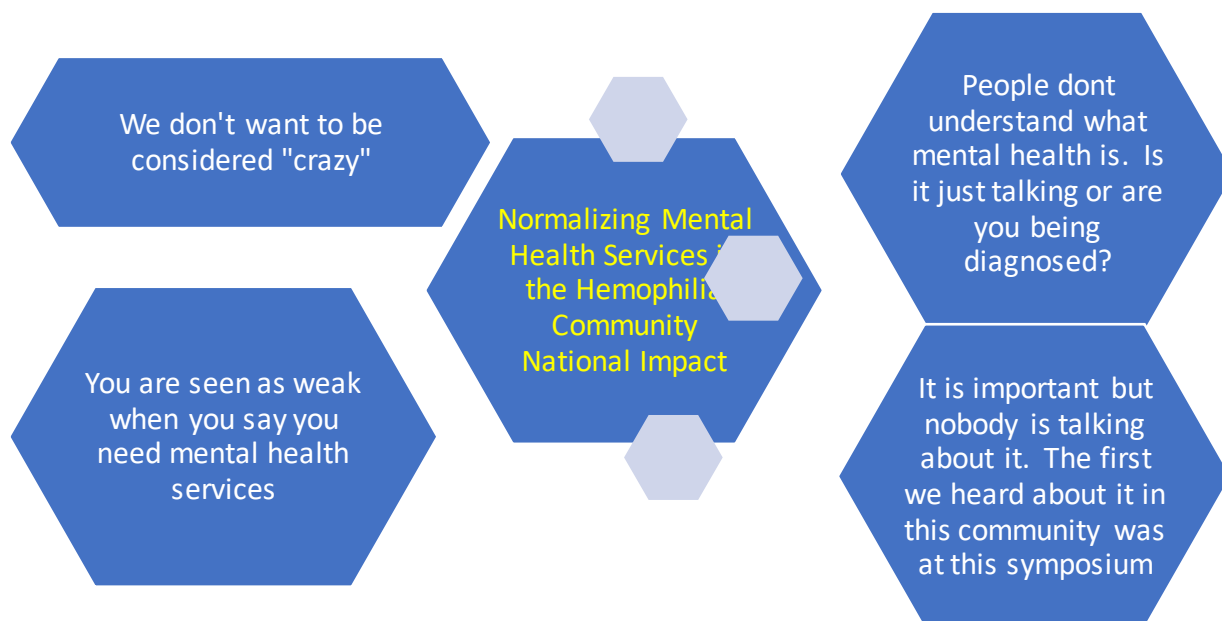 We don't want to be
considered "crazy"
You are seen as weak
when you say you
need mental health
services
Normalizing Mental
Health Services
the Hemophilia
Community
National Impact
People dont
understand what
mental health is. Is
it just talking or are
you being
diagnosed?
It is important but
nobody is talking
about it. The first
we heard about it in
this community was
at this symposium